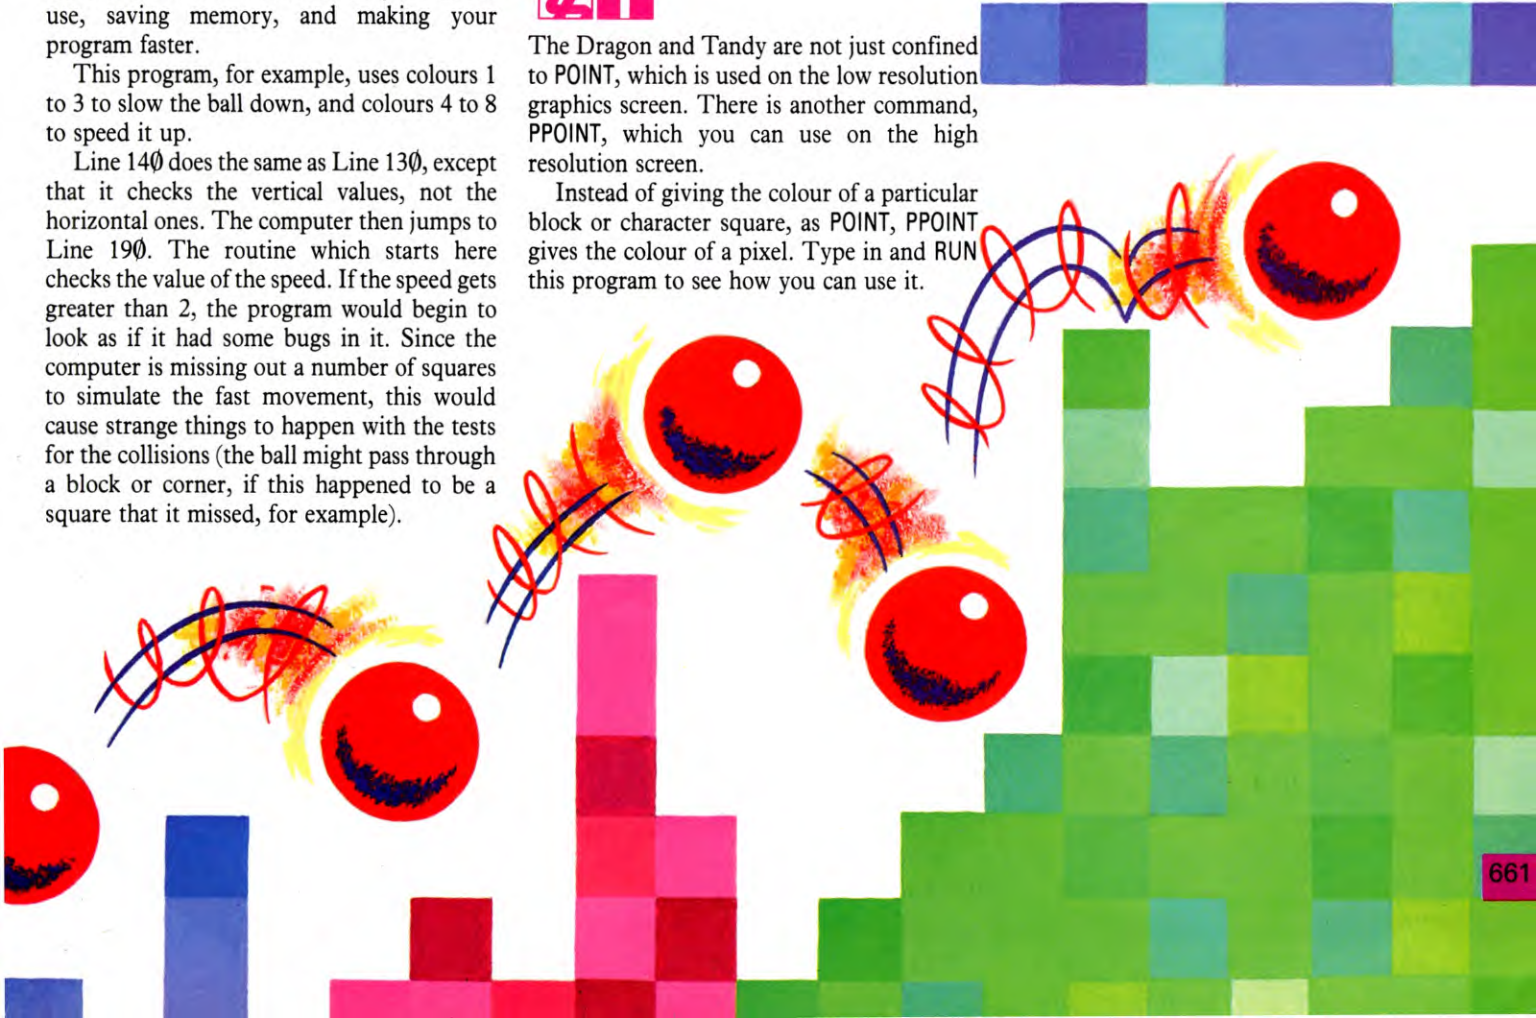 use, saving memory, and making your
program faster.
This program, for example, uses colours 1
to 3 to slow the ball down, and colours 4 to 8
to speed it up.
Line 14Ø does the same as Line 13Ø, except
that it checks the vertical values, not the
horizontal ones. The computer then jumps to
Line 19Ø. The routine which starts here
checks the value of the speed. If the speed gets
greater than 2, the program would begin to
look as if it had some bugs in it. Since the
computer is missing out a number of squares
to simulate the fast movement, this would
cause strange things to happen with the tests
for the collisions (the ball might pass through
a block or corner, if this happened to be a
square that it missed, for example).
The Dragon and Tandy are not just confined
to POINT, which is used on the low resolution
graphics screen. There is another command,
PPOINT, which you can use on the high
resolution screen.
Instead of giving the colour of a particular
block or character square, as POINT, PPOINT
gives the colour of a pixel. Type in and RUN
this program to see how you can use it.
661